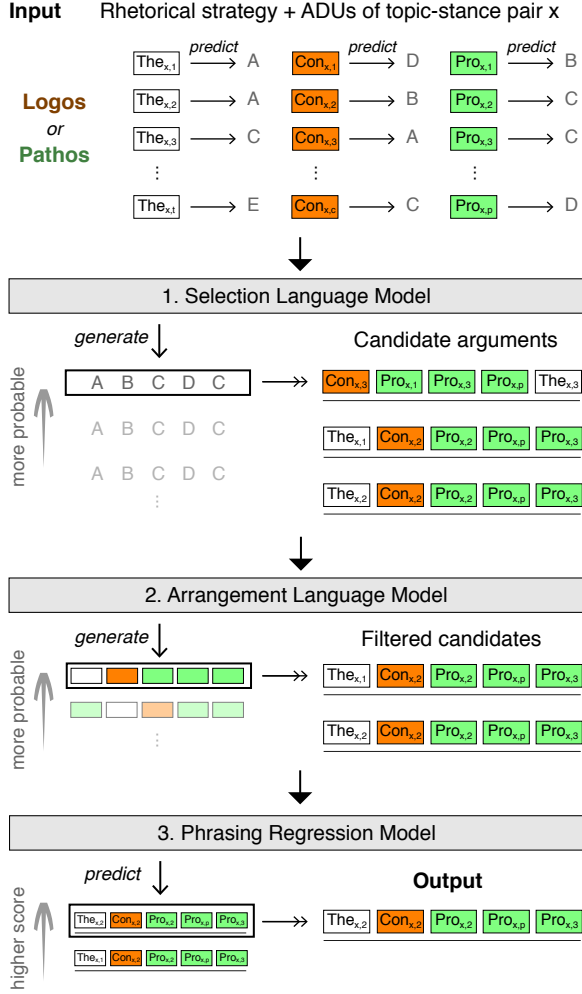 Input Rhetorical strategy + ADUs of topic-stance pair x
predict predict predict
The x,1 A Con x,1 D Pro x,1 B
The x,2 A Con x,2 B Pro x,2 C
Logos
or
Pathos
The x,3 C Con x,3 A Pro x,3 C
⋮ ⋮ ⋮
The x,t E Con x,c C Pro x,p D
1. Selection Language Model
generate
Candidate arguments
more probable
A B C D C
Con x,3 Pro x,1 Pro x,3 Pro x,p The x,3
A B C D C
The x,1 Con x,2 Pro x,2 Pro x,p Pro x,3
A B C D C
The x,2 Con x,2 Pro x,2 Pro x,p Pro x,3
⋮
2. Arrangement Language Model
generate
Filtered candidates
more probable
The x,1 Con x,2 Pro x,2 Pro x,p Pro x,3
The x,2 Con x,2 Pro x,2 Pro x,p Pro x,3
⋮
3. Phrasing Regression Model
predict
Output
higher score
The x,2 Con x,2 Pro x,2 Pro x,p Pro x,3
The x,2 Con x,2 Pro x,2 Pro x,p Pro x,3
The x,1 Con x,2 Pro x,2 Pro x,p Pro x,3